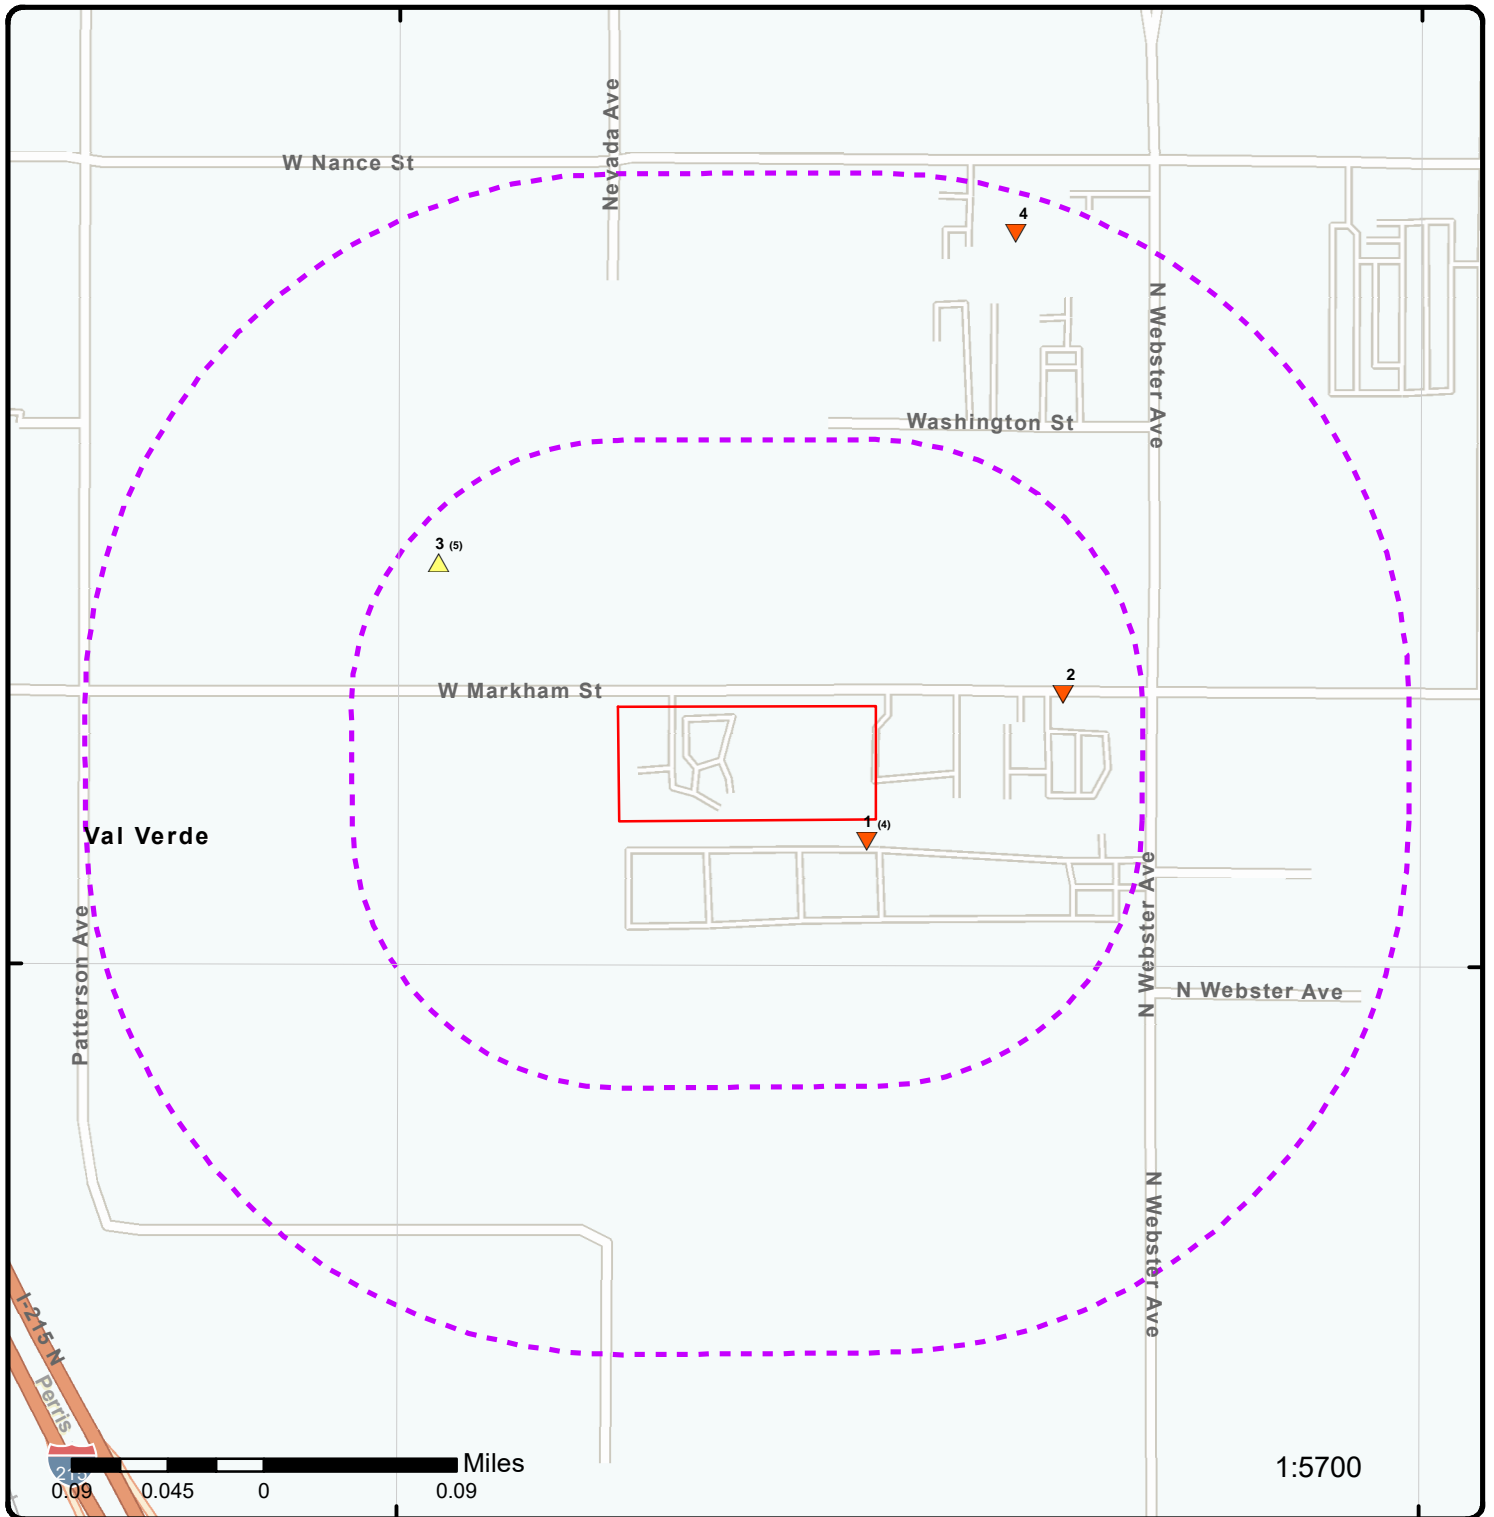 W Nance St
Nevada Ave
4
N Webster Ave
Washington St
3 (5)
2
W Markham St
1 (4)
Val Verde
N Webster Ave
Patterson Ave
N Webster Ave
N Webster Ave
I-215 N
Perris
215
Miles
0.09 0.045 0 0.09
1:5700